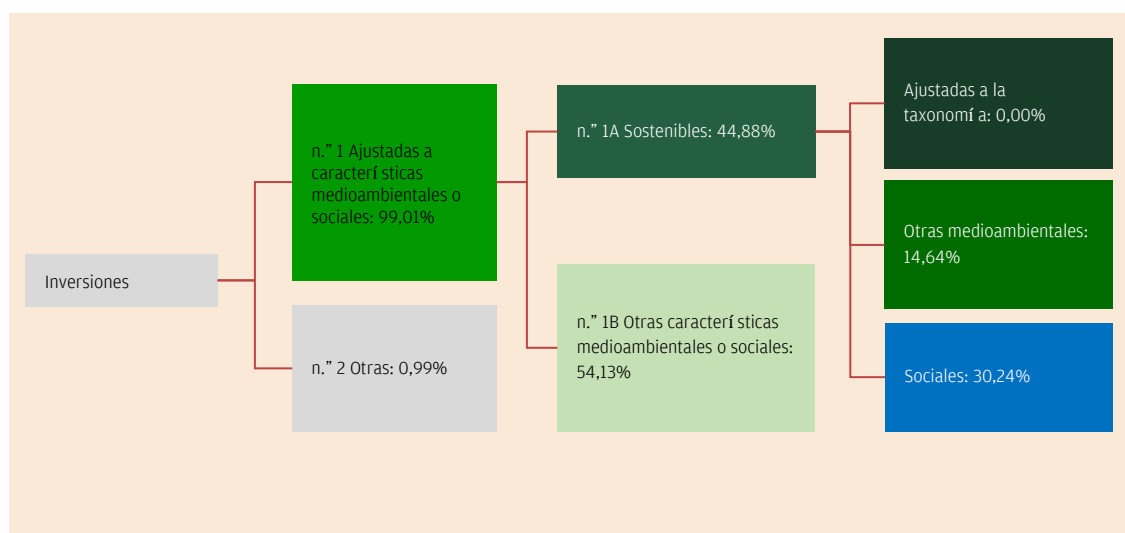 Inversiones
n.” 1 Ajustadas a
caracterí sticas
medioambientales o
sociales: 99,01%
n.” 2 Otras: 0,99%
n.” 1A Sostenibles: 44,88%
n.” 1B Otras caracterí sticas
medioambientales o sociales:
54,13%
Ajustadas a la
taxonomí a: 0,00%
Otras medioambientales:
14,64%
Sociales: 30,24%